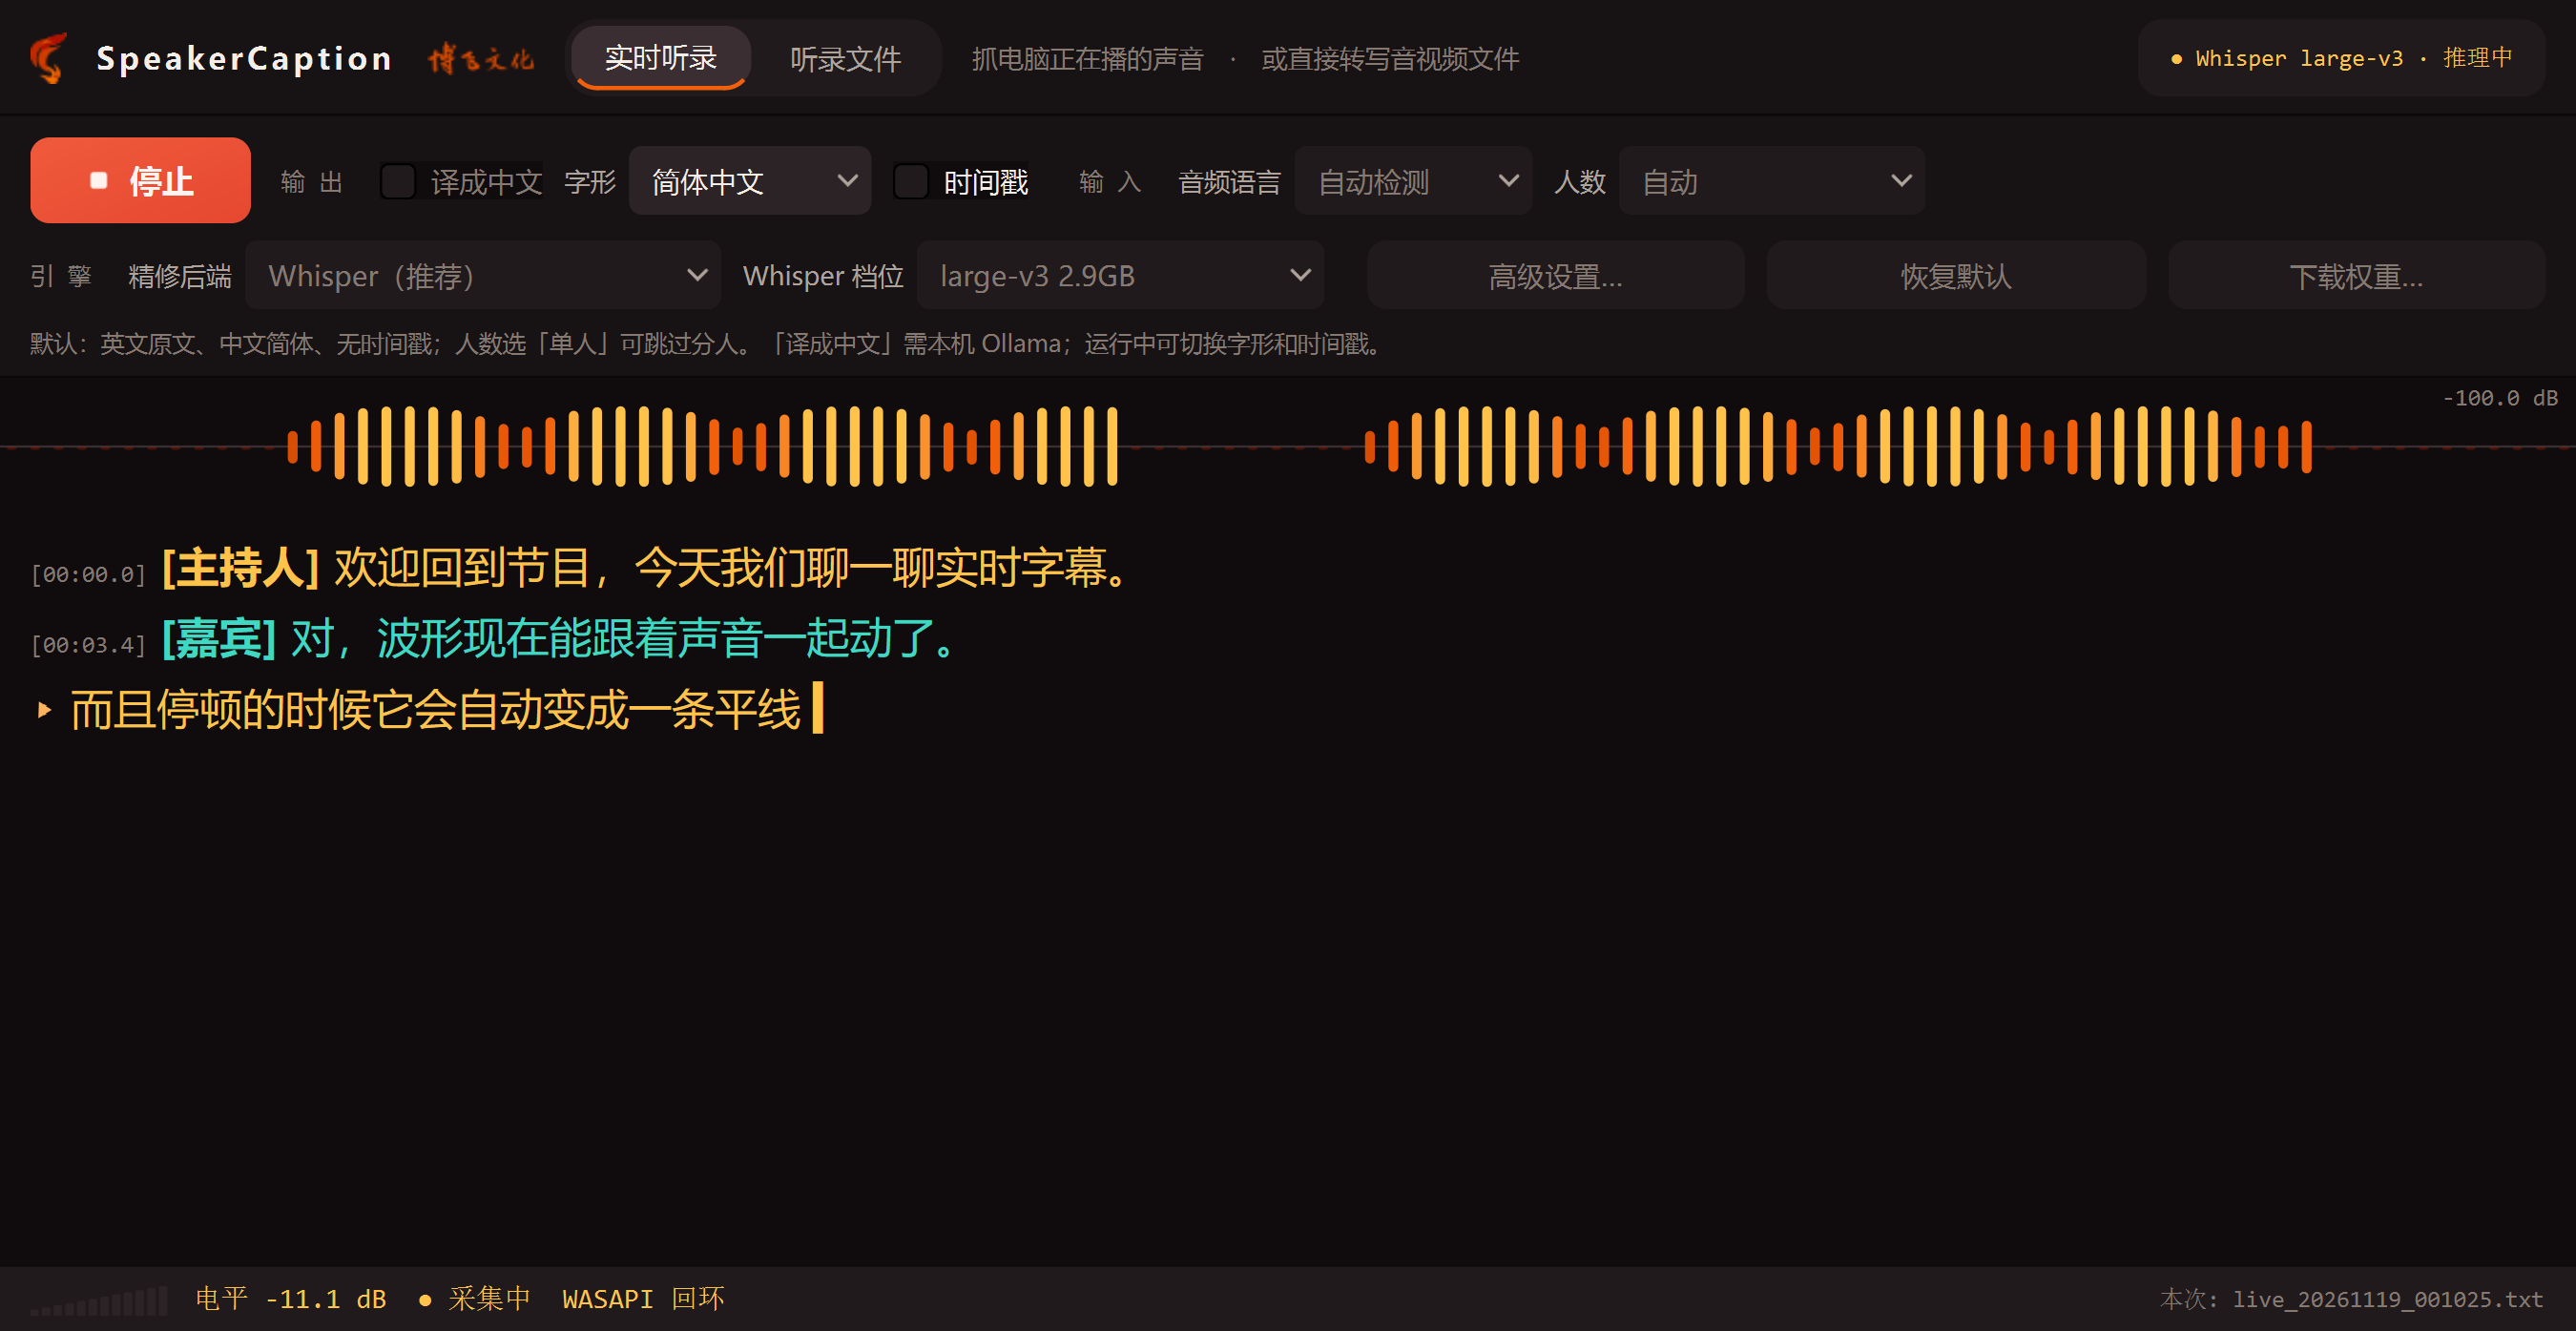 SpeakerCaption 博飞文化 实时听录 听录文件 抓电脑正在播的声音 · 或直接转写音视频文件 Whisper large-v3 · 推理中
停止 输 出 译成中文 字形 简体中文 时间戳 输 入 音频语言 自动检测 人数 自动
引 擎 精修后端 Whisper（推荐） Whisper 档位 large-v3 2.9GB 高级设置... 恢复默认 下载权重...
默认：英文原文、中文简体、无时间戳；人数选「单人」可跳过分人。「译成中文」需本机 Ollama；运行中可切换字形和时间戳。
-100.0 dB
[00:00.0] [主持人] 欢迎回到节目，今天我们聊一聊实时字幕。
[00:03.4] [嘉宾] 对，波形现在能跟着声音一起动了。
而且停顿的时候它会自动变成一条平线
电平 -11.1 dB ● 采集中 WASAPI 回环 本次: live_20261119_001025.txt